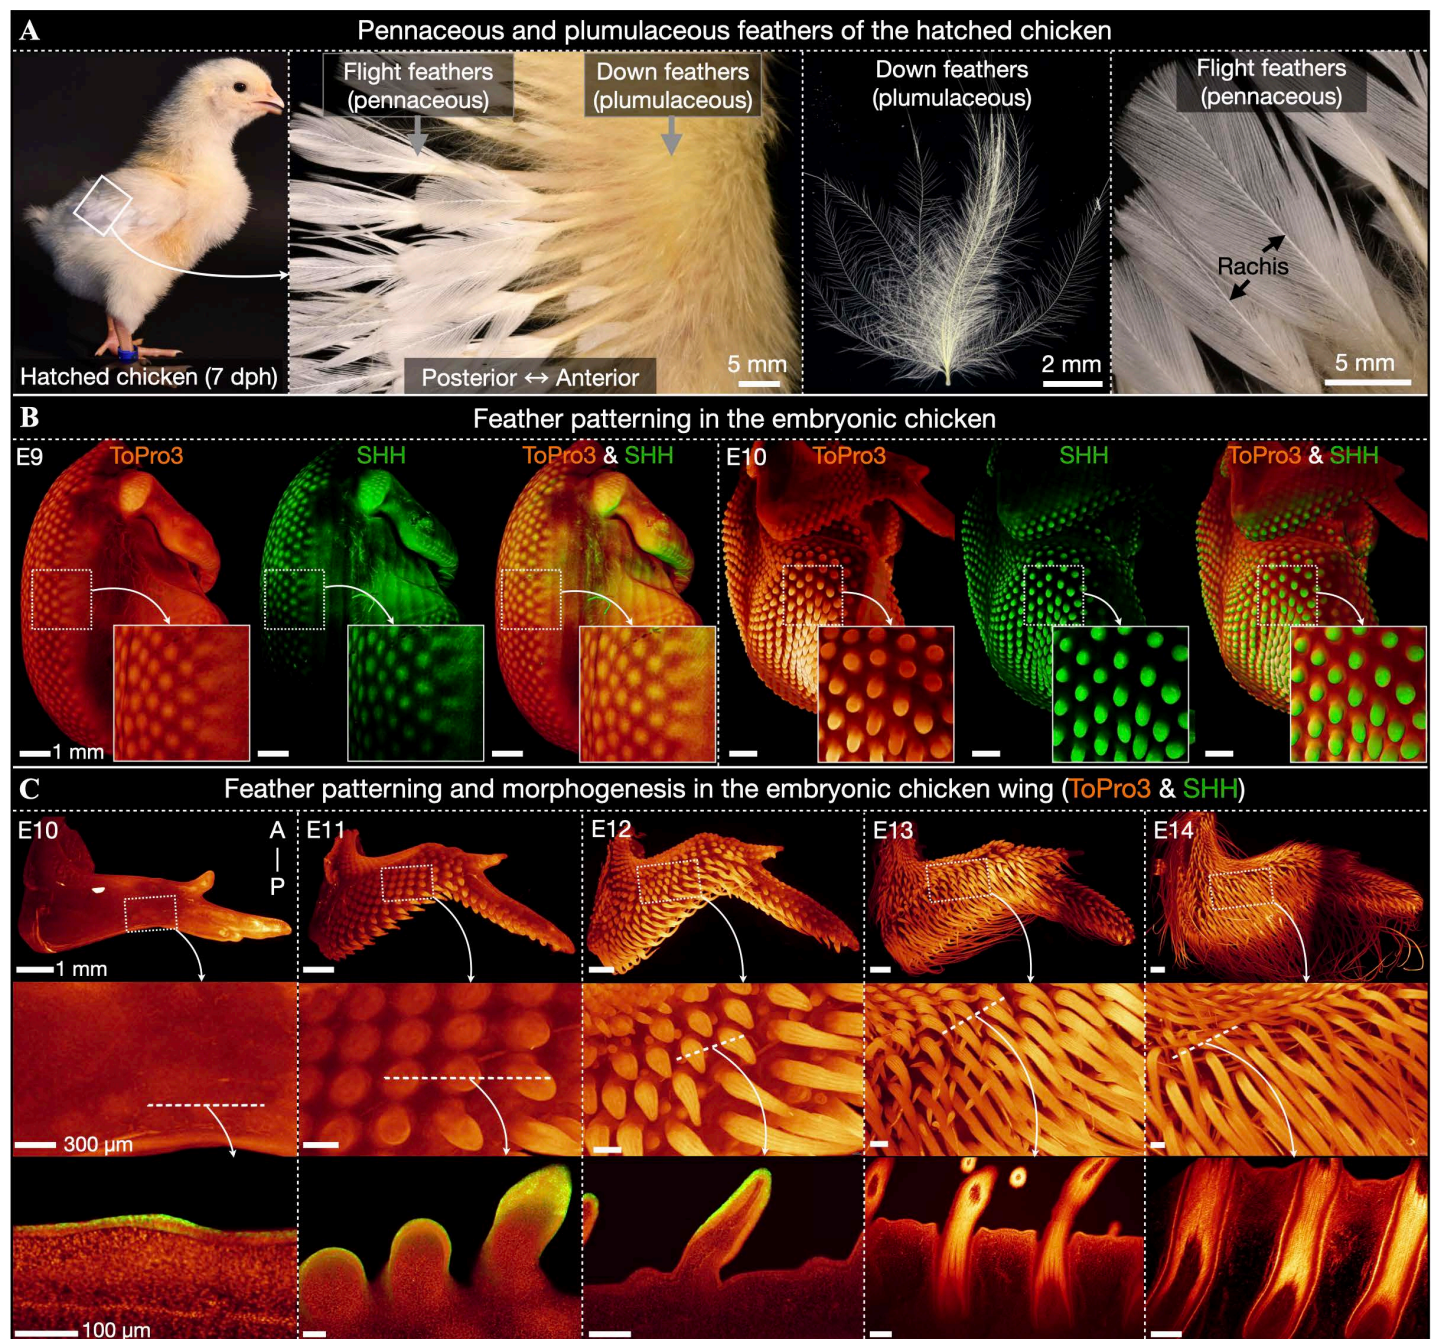 A Pennaceous and plumulaceous feathers of the hatched chicken
Flight feathers
(pennaceous)
Down feathers
(plumulaceous)
Down feathers
(plumulaceous)
Flight feathers
(pennaceous)
Rachis
Hatched chicken (7 dph)
Posterior ↔ Anterior
5 mm
2 mm
5 mm
B Feather patterning in the embryonic chicken
E9 ToPro3 SHH ToPro3 & SHH E10 ToPro3 SHH ToPro3 & SHH
1 mm
C Feather patterning and morphogenesis in the embryonic chicken wing (ToPro3 & SHH)
E10 E11 E12 E13 E14
A
P
1 mm
300 µm
100 µm